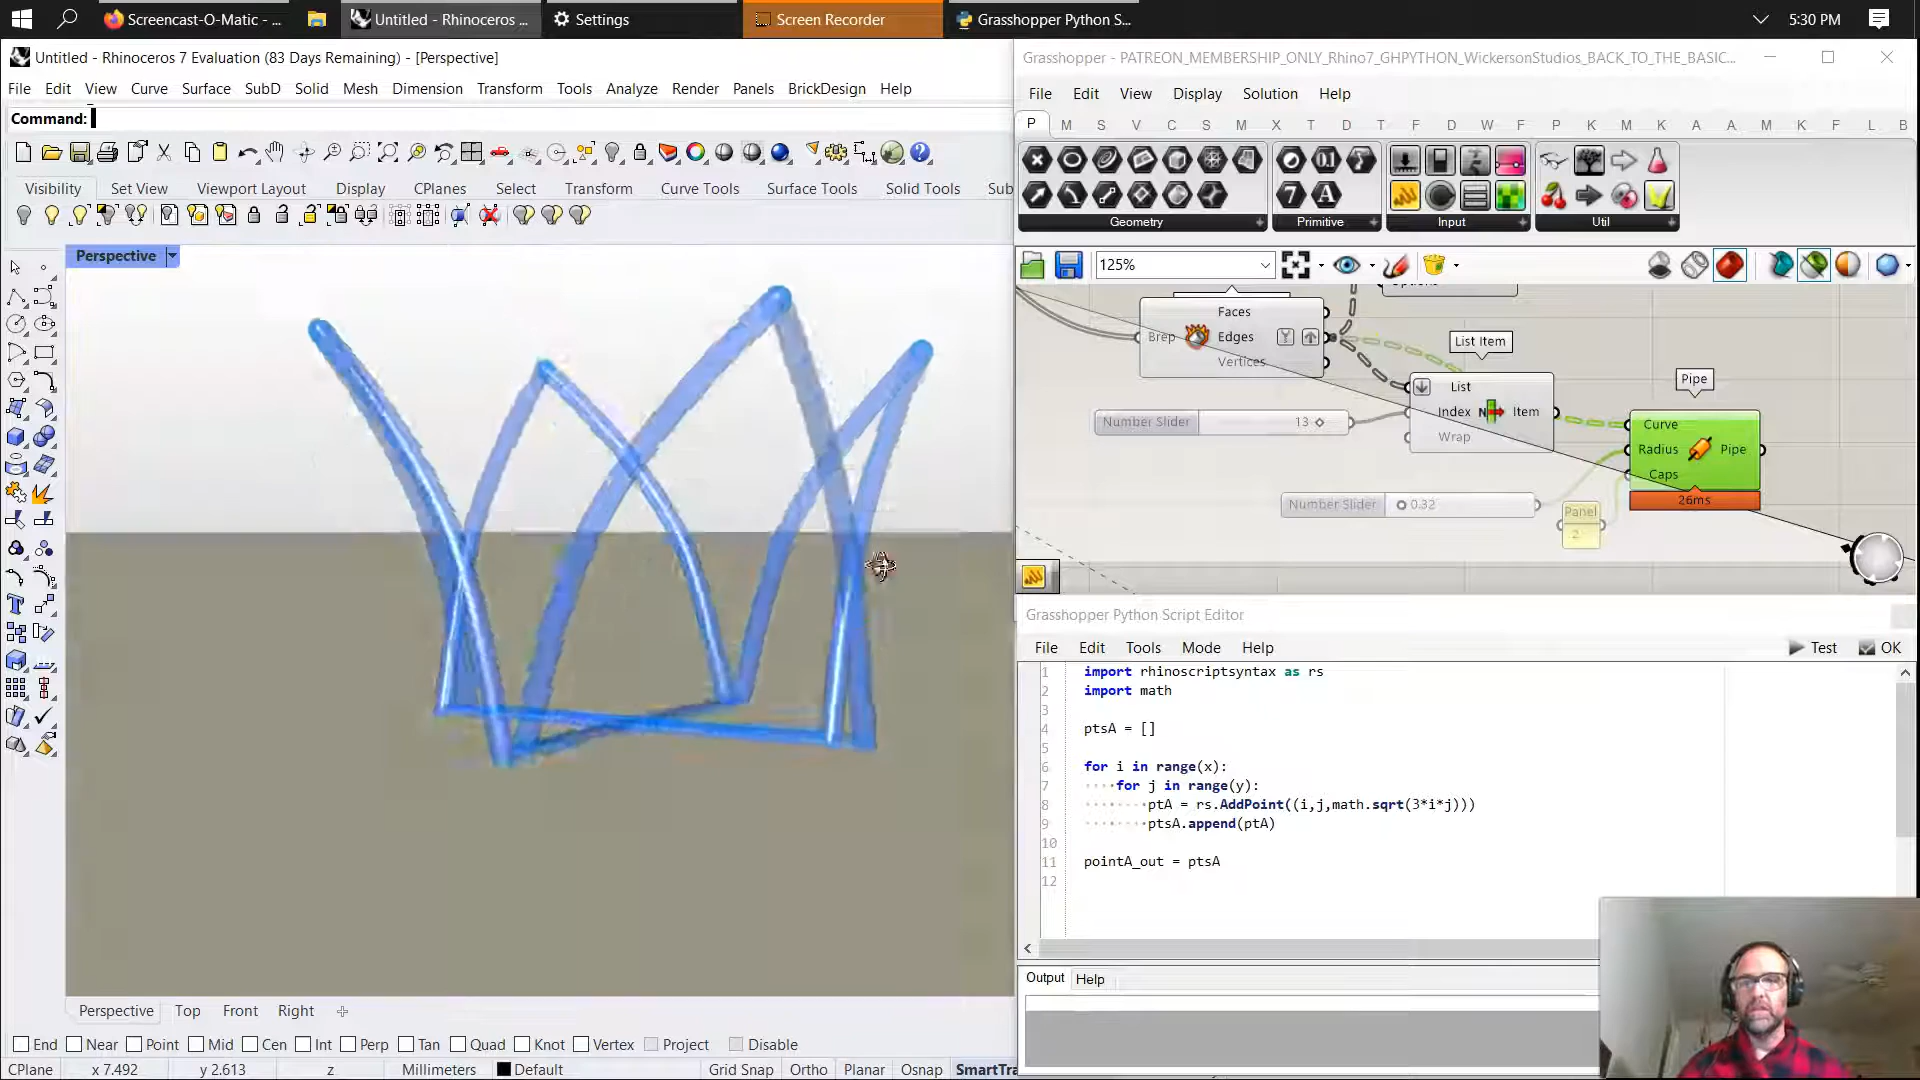 Screencast-O-Matic - ...
Untitled - Rhinoceros ...
Settings
Screen Recorder
Grasshopper Python S...
5:30 PM
Untitled - Rhinoceros 7 Evaluation (83 Days Remaining) - [Perspective]
File Edit View Curve Surface SubD Solid Mesh Dimension Transform Tools Analyze Render Panels BrickDesign Help
Command:
Visibility Set View Viewport Layout Display CPlanes Select Transform Curve Tools Surface Tools Solid Tools Sub
Perspective
Perspective Top Front Right
End Near Point Mid Cen Int Perp Tan Quad Knot Vertex Project Disable
CPlane x 7.492 y 2.613 z Millimeters Default Grid Snap Ortho Planar Osnap SmartTra
Grasshopper - PATREON_MEMBERSHIP_ONLY_Rhino7_GHPYTHON_WickersonStudios_BACK_TO_THE_BASIC...
File Edit View Display Solution Help
P M S V C S M X T D T F D W F P K M K A A M K F L B
Geometry Primitive Input Util
125%
Faces
Brep Edges
Vertices
List Item
List
Index Item
Wrap
Number Slider 13
Pipe
Curve
Radius Pipe
Caps
26ms
Number Slider 0.32
Panel
2
Grasshopper Python Script Editor
File Edit Tools Mode Help Test OK
1 import rhinoscriptsyntax as rs
2 import math
3
4 ptsA = []
5
6 for i in range(x):
7 for j in range(y):
8 ptA = rs.AddPoint((i,j,math.sqrt(3*i*j)))
9 ptsA.append(ptA)
10
11 pointA_out = ptsA
12
Output Help